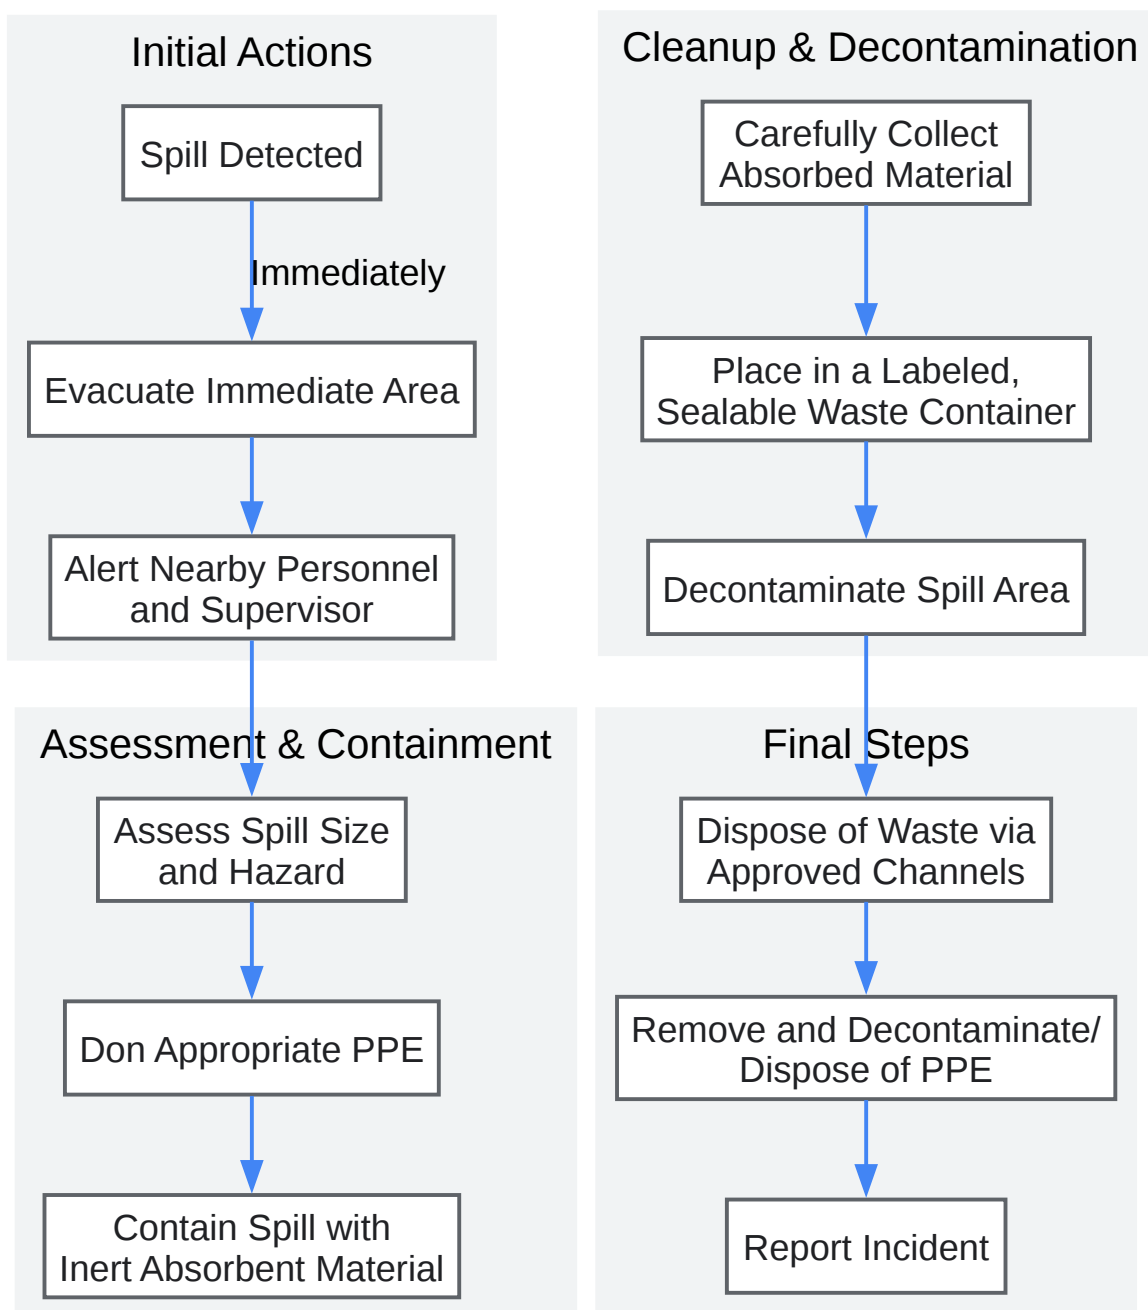 Initial Actions
Spill Detected
Immediately
Evacuate Immediate Area
Alert Nearby Personnel
and Supervisor
Assessment & Containment
Assess Spill Size
and Hazard
Don Appropriate PPE
Contain Spill with
Inert Absorbent Material
Cleanup & Decontamination
Carefully Collect
Absorbed Material
Place in a Labeled,
Sealable Waste Container
Decontaminate Spill Area
Final Steps
Dispose of Waste via
Approved Channels
Remove and Decontaminate/
Dispose of PPE
Report Incident